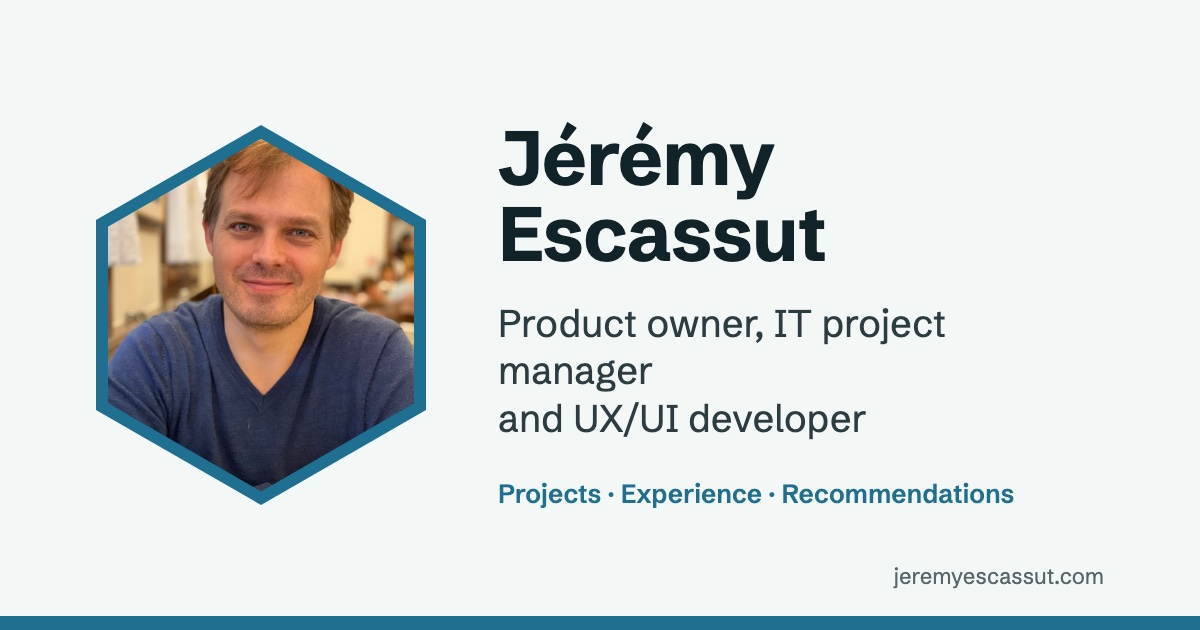 Jérémy
Escassut
Product owner, IT project
manager
and UX/UI developer
Projects · Experience · Recommendations
jeremyescassut.com